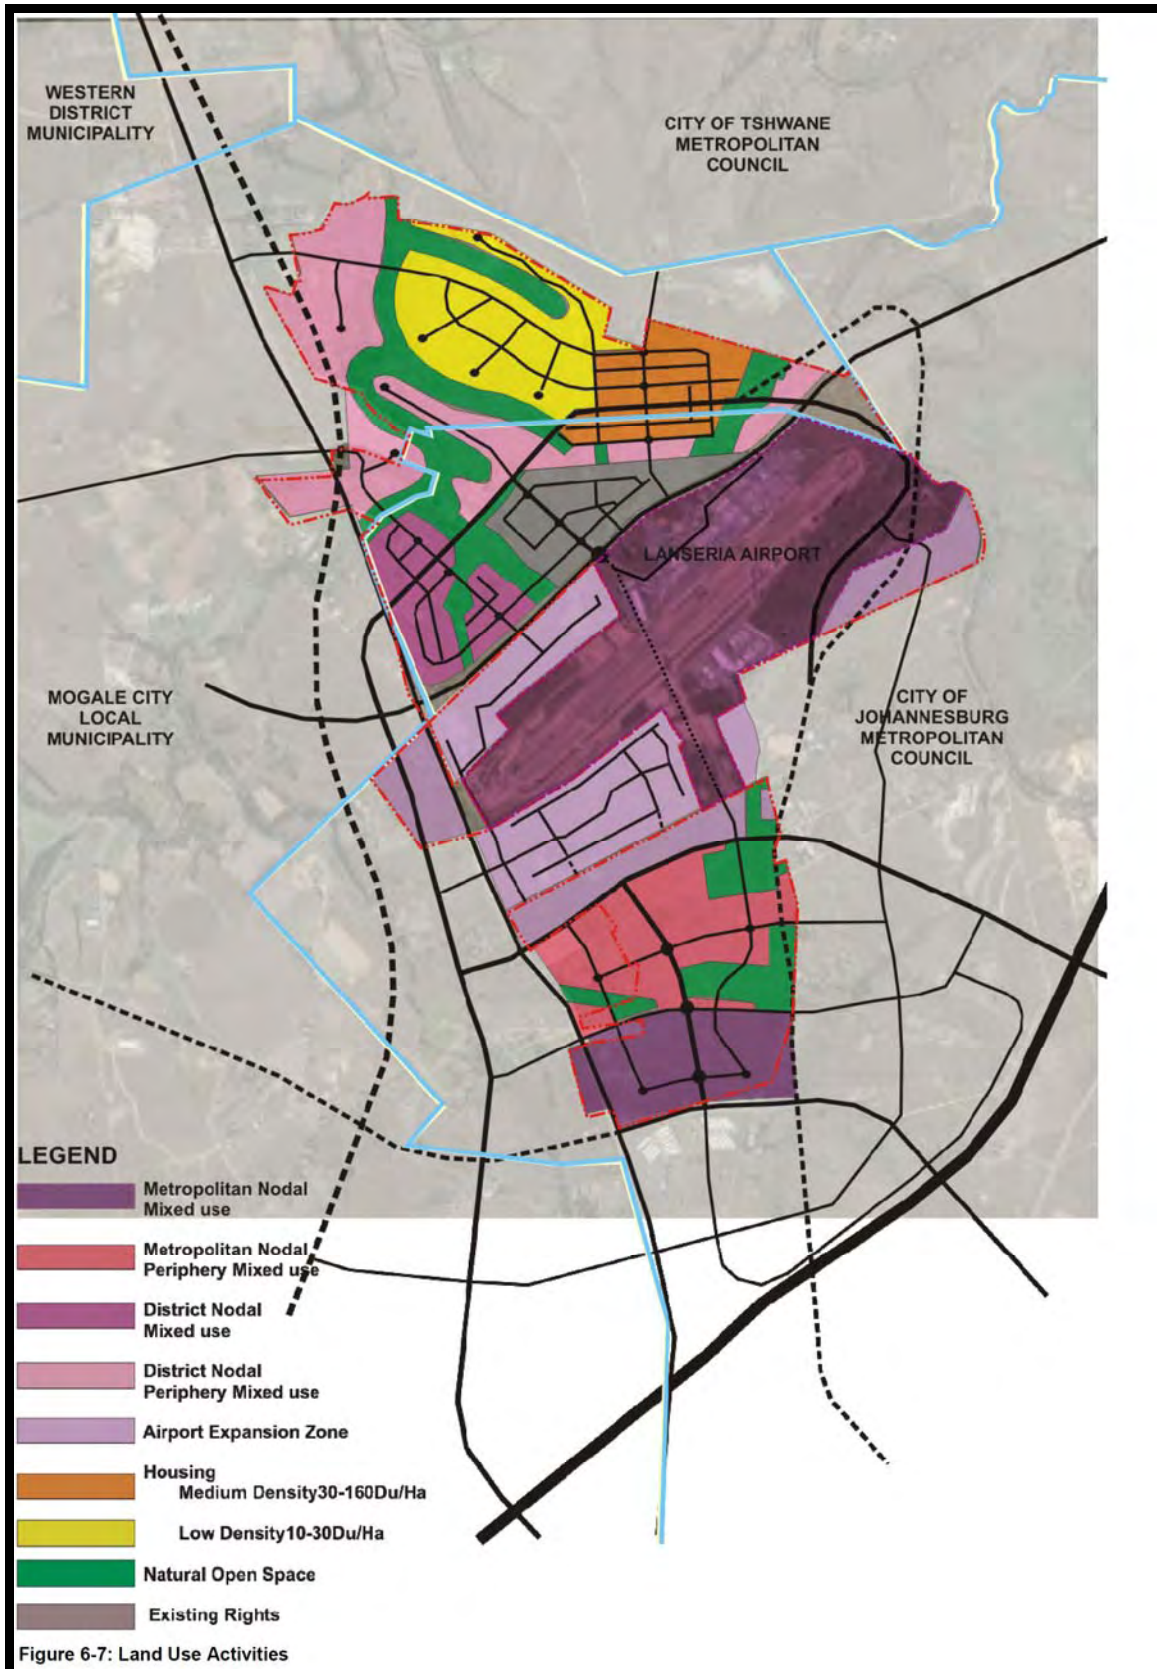 WESTERN
DISTRICT
MUNICIPALITY
CITY OF TSHWANE
METROPOLITAN
COUNCIL
LANSERIA AIRPORT
MOGALE CITY
LOCAL
MUNICIPALITY
CITY OF
JOHANNESBURG
METROPOLITAN
COUNCIL
LEGEND
Metropolitan Nodal
Mixed use
Metropolitan Nodal
Periphery Mixed use
District Nodal
Mixed use
District Nodal
Periphery Mixed use
Airport Expansion Zone
Housing
Medium Density30-160Du/Ha
Low Density10-30Du/Ha
Natural Open Space
Existing Rights
Figure 6-7: Land Use Activities